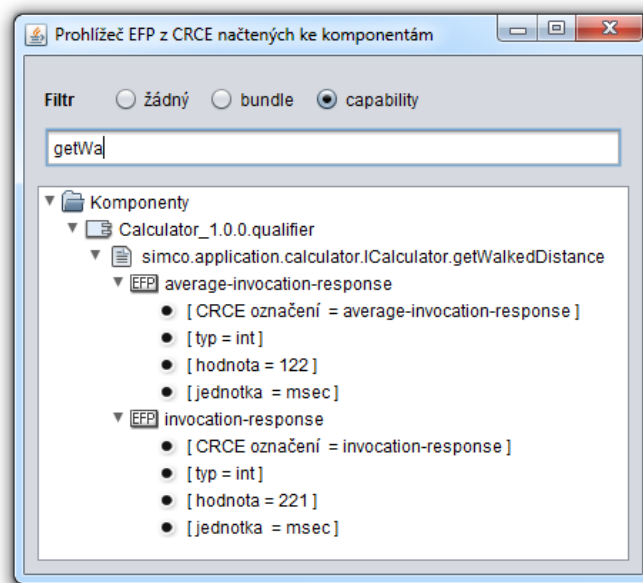 Prohlížeč EFP z CRCE načtených ke komponentám
Filtr žádný bundle capability
getWa
Komponenty
Calculator_1.0.0.qualifier
simco.application.calculator.ICalculator.getWalkedDistance
EFP average-invocation-response
[ CRCE označení = average-invocation-response ]
[ typ = int ]
[ hodnota = 122 ]
[ jednotka = msec ]
EFP invocation-response
[ CRCE označení = invocation-response ]
[ typ = int ]
[ hodnota = 221 ]
[ jednotka = msec ]